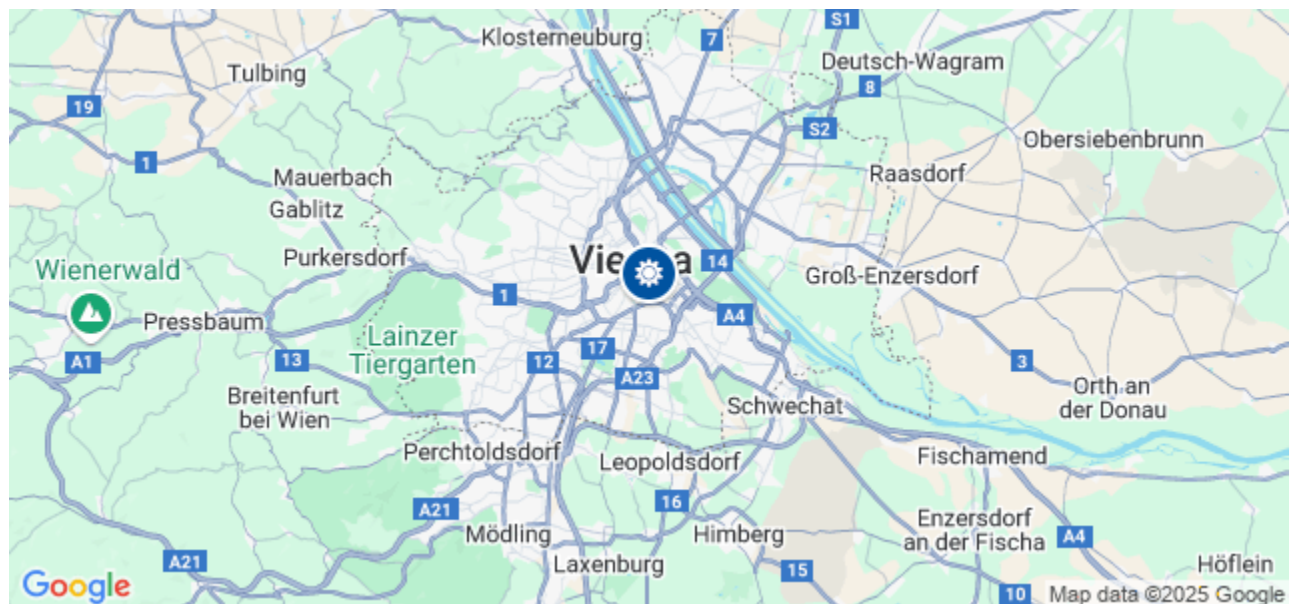 S1
Klosterneuburg
7
Deutsch-Wagram
Tulbing
8
19
S2
Obersiebenbrunn
1
Mauerbach
Raasdorf
Gablitz
Purkersdorf
14
Wienerwald
Groß-Enzersdorf
1
A4
Pressbaum
Lainzer
Tiergarten
17
A1
13
12
A23
3
Breitenfurt
bei Wien
Orth an
der Donau
Schwechat
Perchtoldsdorf
Leopoldsdorf
Fischamend
16
A21
Mödling
Himberg
Enzersdorf
an der Fischa
A4
A21
Laxenburg
15
Höflein
Google
10
Map data ©2025 Google